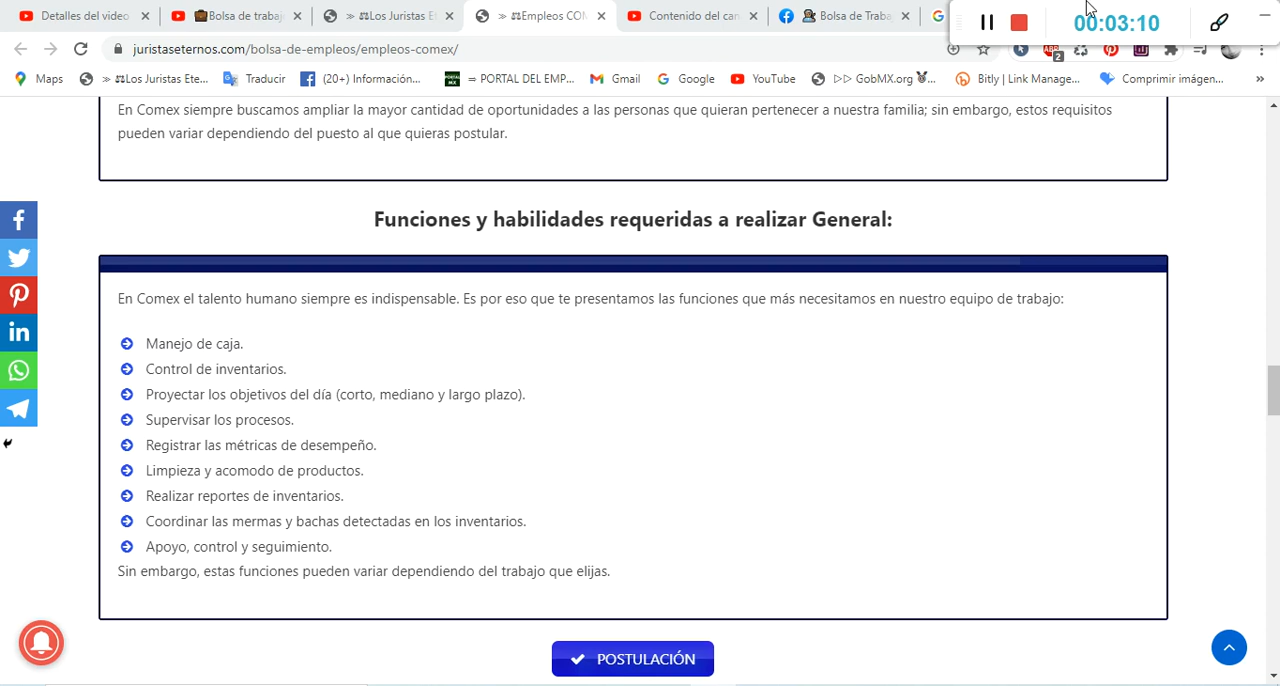 Detalles del video
Bolsa de trabaj
» Los Juristas Et
» Empleos CON
Contenido del can
Bolsa de Traba
00:03:10
juristaseternos.com/bolsa-de-empleos/empleos-comex/
2
Maps
» Los Juristas Ete...
Traducir
(20+) Información...
PORTAL MX
⇒ PORTAL DEL EMP...
Gmail
Google
YouTube
▷▷ GobMX.org
Bitly | Link Manage...
Comprimir imágen...
»
En Comex siempre buscamos ampliar la mayor cantidad de oportunidades a las personas que quieran pertenecer a nuestra familia; sin embargo, estos requisitos
pueden variar dependiendo del puesto al que quieras postular.
Funciones y habilidades requeridas a realizar General:
En Comex el talento humano siempre es indispensable. Es por eso que te presentamos las funciones que más necesitamos en nuestro equipo de trabajo:
Manejo de caja.
Control de inventarios.
Proyectar los objetivos del día (corto, mediano y largo plazo).
Supervisar los procesos.
Registrar las métricas de desempeño.
Limpieza y acomodo de productos.
Realizar reportes de inventarios.
Coordinar las mermas y bachas detectadas en los inventarios.
Apoyo, control y seguimiento.
Sin embargo, estas funciones pueden variar dependiendo del trabajo que elijas.
POSTULACIÓN